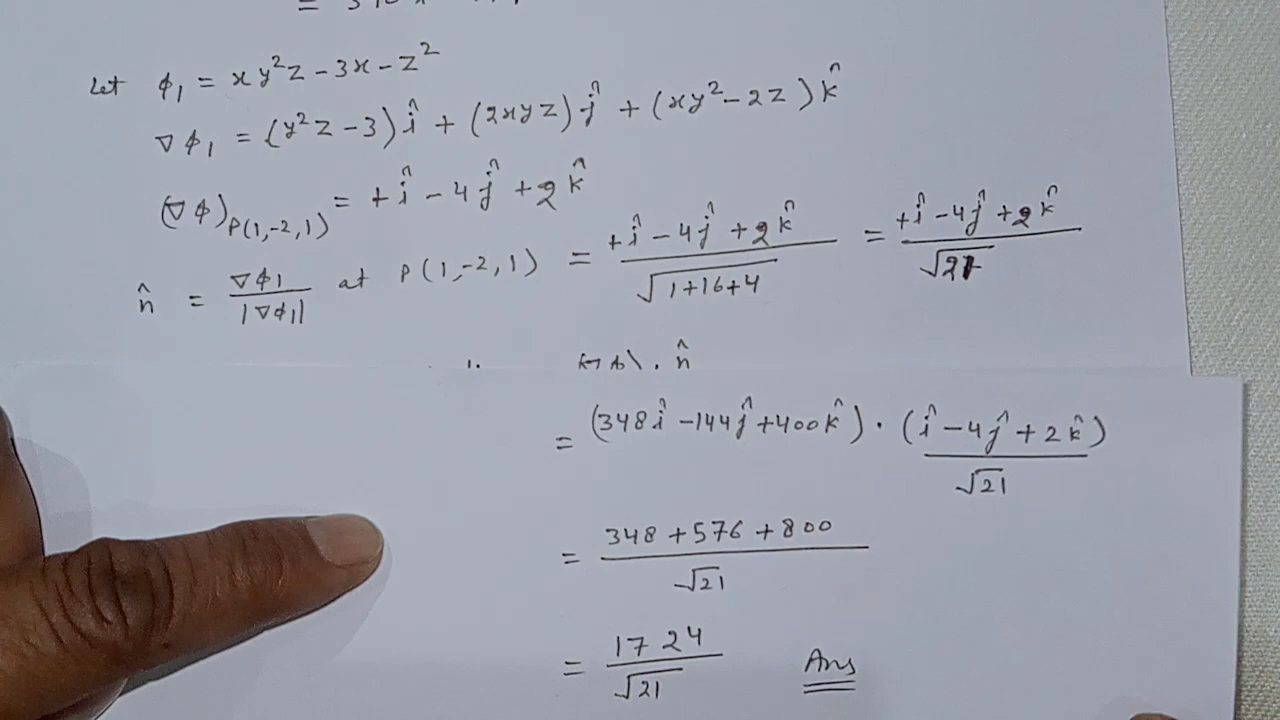 Let φ₁ = xy²z - 3x - z²
∇φ₁ = (y²z - 3)î + (2xyz)ĵ + (xy² - 2z)k̂
(∇φ)P(1,-2,1) = +î - 4ĵ + 2k̂
n̂ = ∇φ₁/|∇φ₁| at P(1,-2,1) = (+î - 4ĵ + 2k̂)/√(1+16+4) = (+î - 4ĵ + 2k̂)/√21
. n̂
= (348î - 144ĵ + 400k̂) · (î - 4ĵ + 2k̂)/√21
= (348 + 576 + 800)/√21
= 1724/√21 Ans